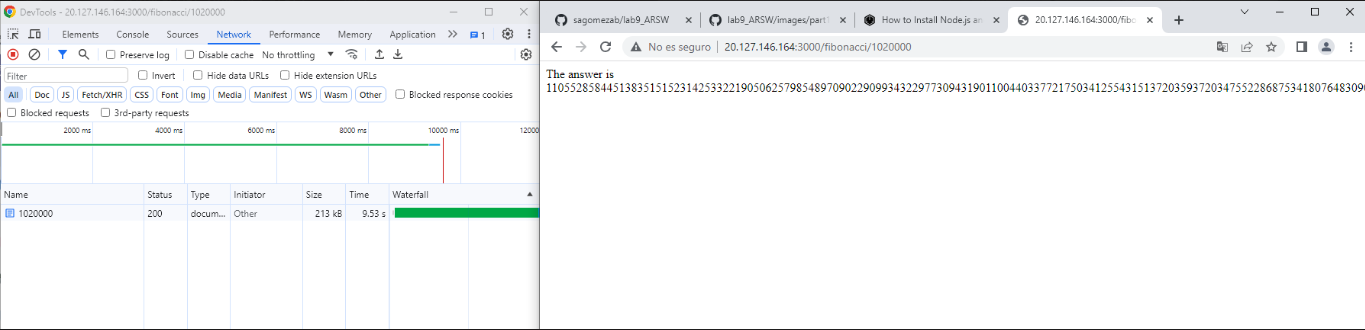 DevTools - 20.127.146.164:3000/fibonacci/1020000
Elements Console Sources Network Performance Memory Application 1
Preserve log Disable cache No throttling
Filter Invert Hide data URLs Hide extension URLs
All Doc JS Fetch/XHR CSS Font Img Media Manifest WS Wasm Other Blocked response cookies
Blocked requests 3rd-party requests
2000 ms 4000 ms 6000 ms 8000 ms 10000 ms 12000
Name Status Type Initiator Size Time Waterfall
1020000 200 docum... Other 213 kB 9.53 s
sagomezab/lab9_ARSW lab9_ARSW/images/part1 How to Install Node.js an 20.127.146.164:3000/fibo
No es seguro 20.127.146.164:3000/fibonacci/1020000
The answer is